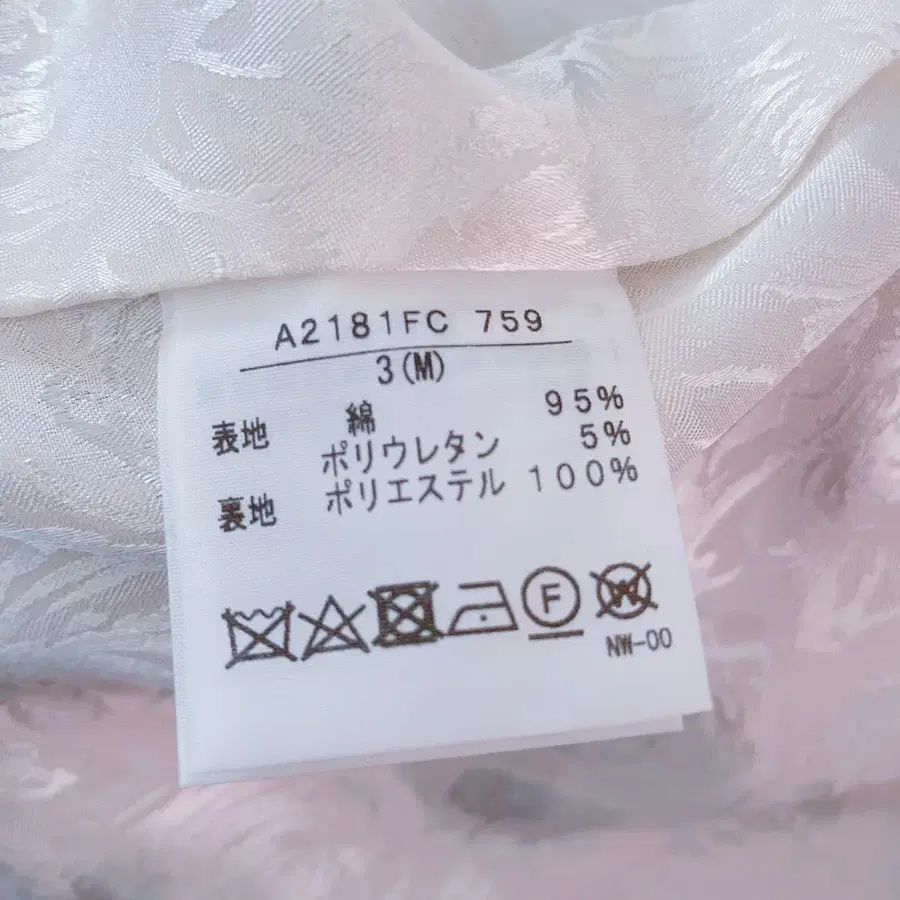 A2181FC 759
3(M)
表地 綿 95%
ポリウレタン 5%
裏地 ポリエステル 100%
F
W
NW-00